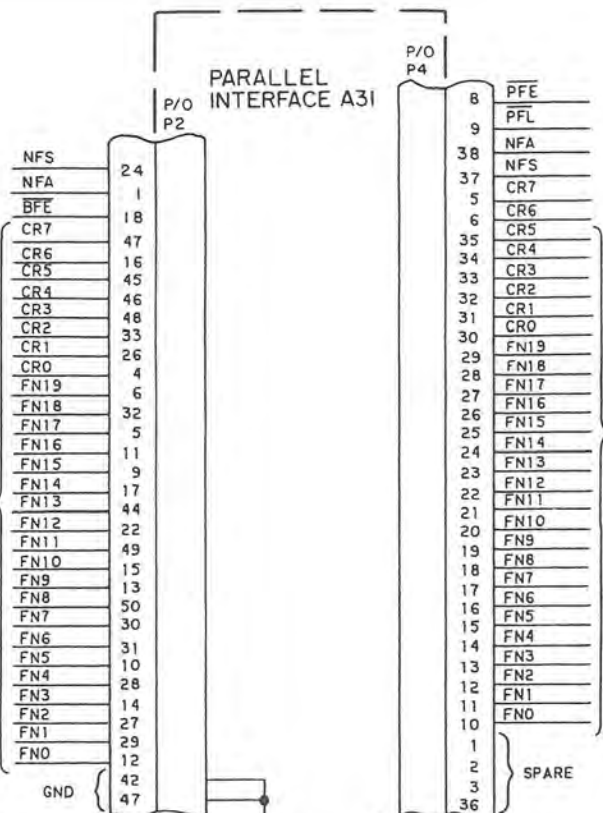 PARALLEL
INTERFACE A31
P/O
P2
NFS 24
NFA 1
B̅F̅E̅ 18
CR7 47
CR6 16
CR5 45
CR4 46
CR3 48
CR2 33
CR1 26
CR0 4
FN19 6
FN18 32
FN17 5
FN16 11
FN15 9
FN14 17
FN13 44
FN12 22
FN11 49
FN10 15
FN9 13
FN8 50
FN7 30
FN6 31
FN5 10
FN4 28
FN3 14
FN2 27
FN1 29
FN0 12
GND
42
47
P/O
P4
8 P̅F̅E̅
9 P̅F̅L̅
38 NFA
37 NFS
5 CR7
6 CR6
35 CR5
34 CR4
33 CR3
32 CR2
31 CR1
30 CR0
29 FN19
28 FN18
27 FN17
26 FN16
25 FN15
24 FN14
23 FN13
22 FN12
21 FN11
20 FN10
19 FN9
18 FN8
17 FN7
16 FN6
15 FN5
14 FN4
13 FN3
12 FN2
11 FN1
10 FN0
1
2
3
36
SPARE